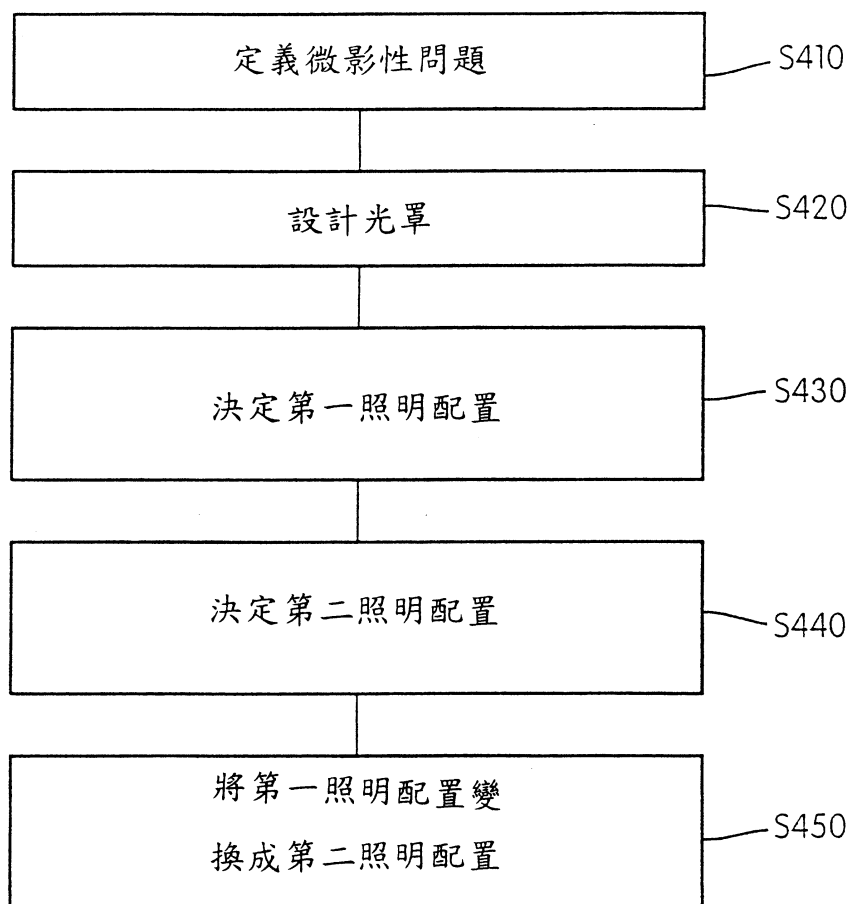 定義微影性問題
S410
設計光罩
S420
決定第一照明配置
S430
決定第二照明配置
S440
將第一照明配置變
換成第二照明配置
S450